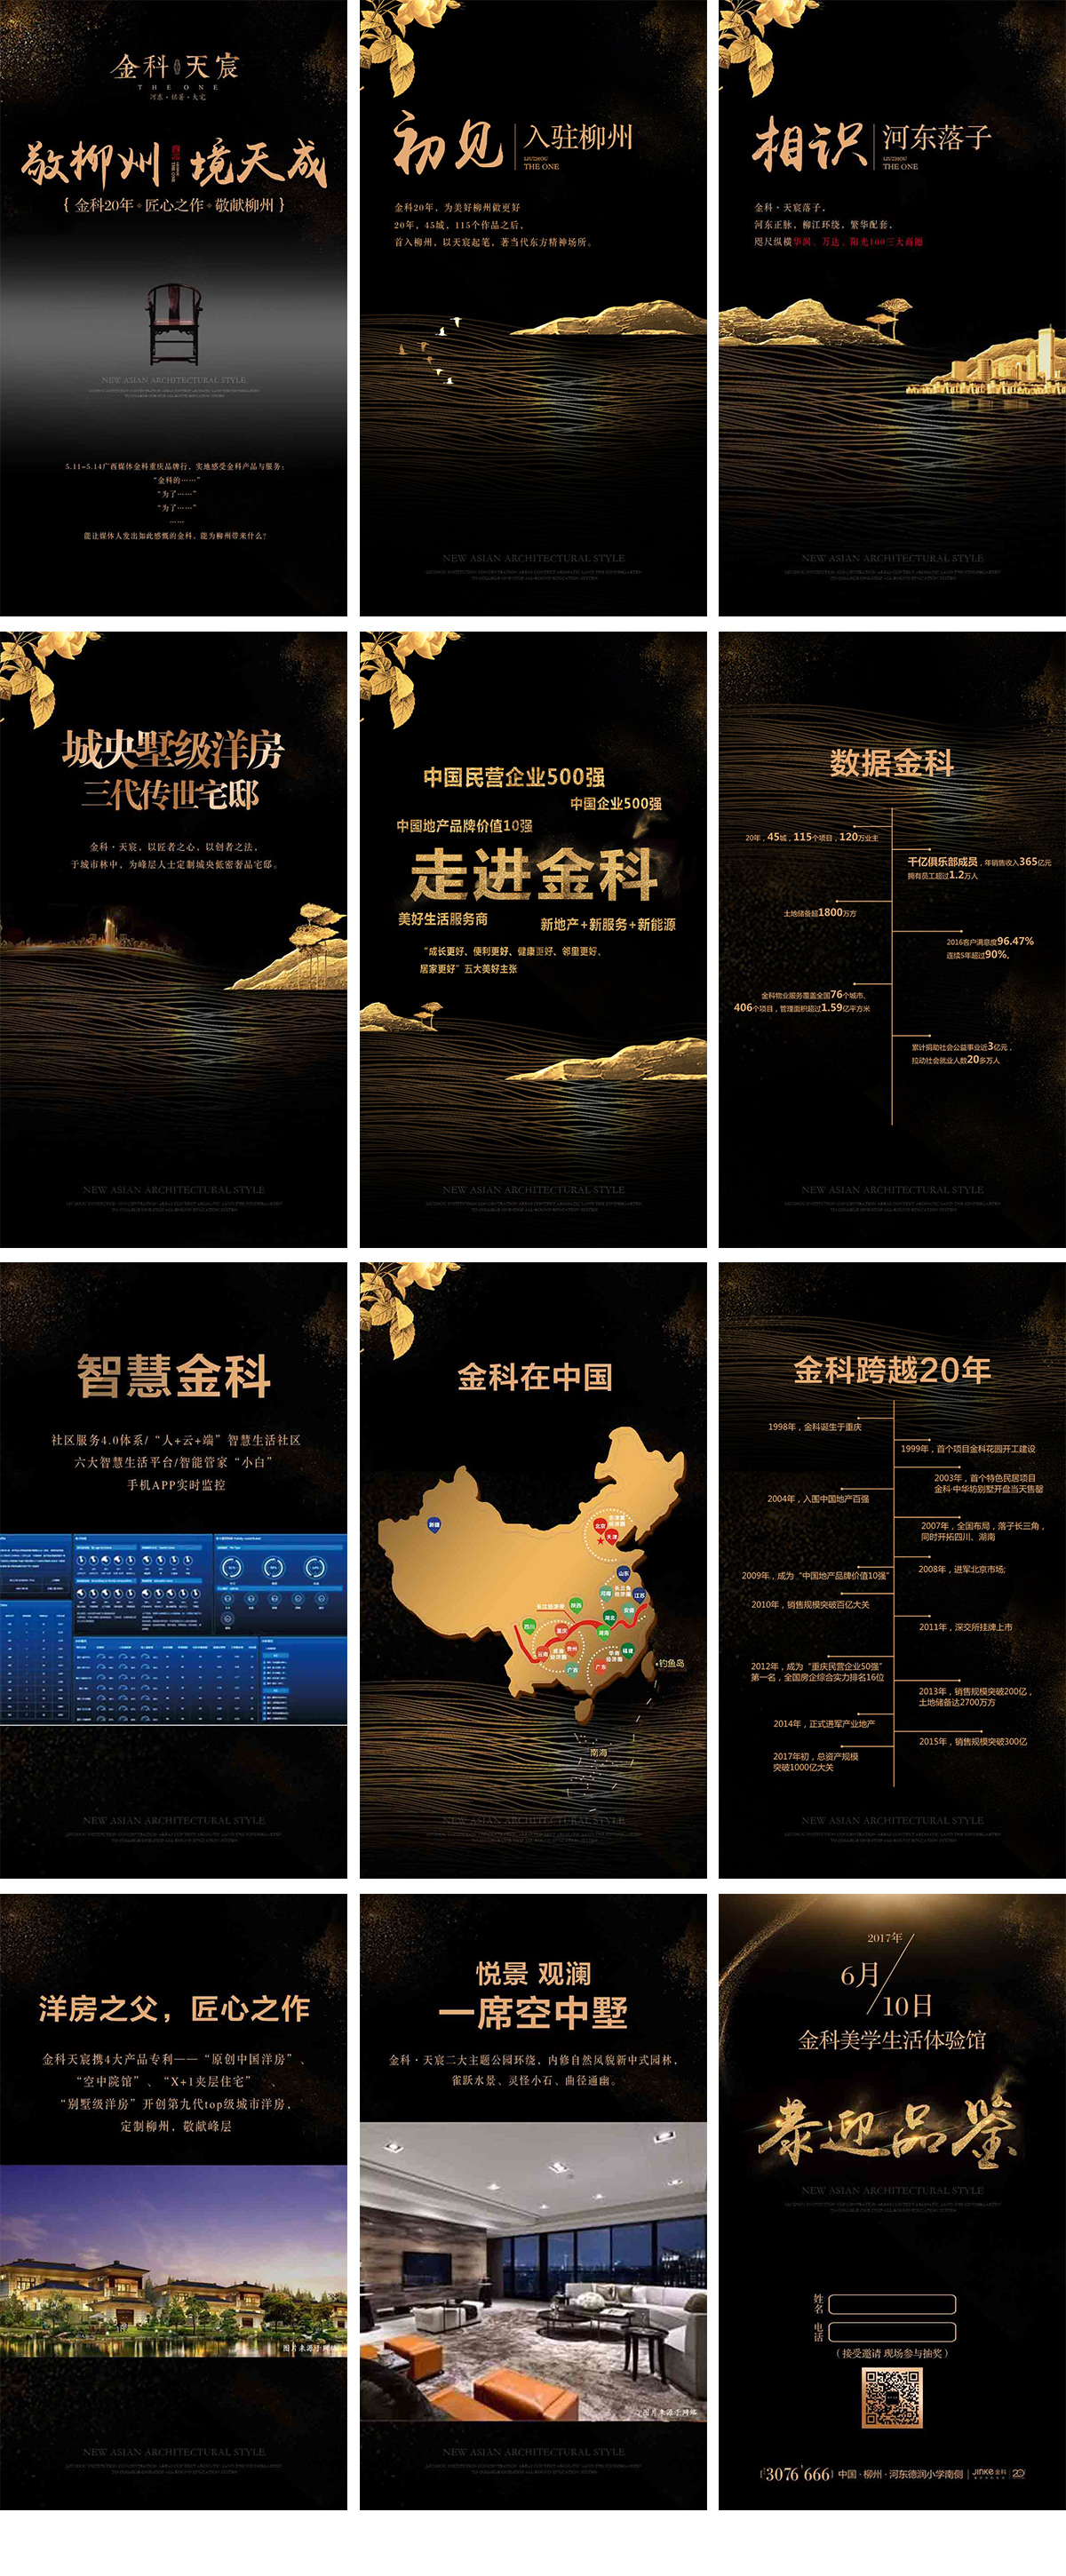 金科天宸
THE ONE
河东·枯荣·大宅
敬柳州 境天成
THE ONE
{ 金科20年 · 匠心之作 · 敬献柳州 }
NEW ASIAN ARCHITECTURAL STYLE
5.11-5.14广西媒体金科重庆品牌行，实地感受金科产品与服务：
“金科的……”
“为了……”
“为了……”
……
能让媒体人发出如此感慨的金科，能为柳州带来什么？
初见 入驻柳州
LIUZHOU
THE ONE
金科20年，为美好柳州做更好
20年，45城，115个作品之后，
首入柳州，以天宸起笔，著当代东方精神场所。
NEW ASIAN ARCHITECTURAL STYLE
相识 河东落子
LIUZHOU
THE ONE
金科·天宸落子，
河东正脉，柳江环绕，繁华配套，
咫尺纵横华润、万达、阳光100三大商圈
NEW ASIAN ARCHITECTURAL STYLE
城央墅级洋房
三代传世宅邸
金科·天宸，以匠者之心，以创者之法，
于城市林中，为峰层人士定制城央低密奢品宅邸。
NEW ASIAN ARCHITECTURAL STYLE
中国民营企业500强
中国企业500强
中国地产品牌价值10强
走进金科
美好生活服务商
新地产+新服务+新能源
“成长更好、便利更好、健康更好、邻里更好、
居家更好”五大美好主张
NEW ASIAN ARCHITECTURAL STYLE
数据金科
20年，45城，115个项目，120万业主
千亿俱乐部成员，年销售收入365亿元
拥有员工超过1.2万人
土地储备超1800万方
2016客户满意度96.47%
连续5年超过90%。
金科物业服务覆盖全国76个城市、
406个项目，管理面积超过1.59亿平方米
累计捐助社会公益事业近3亿元，
拉动社会就业人数20多万人
NEW ASIAN ARCHITECTURAL STYLE
智慧金科
社区服务4.0体系/“人+云+端”智慧生活社区
六大智慧生活平台/智能管家“小白”
手机APP实时监控
NEW ASIAN ARCHITECTURAL STYLE
金科在中国
新疆
北京
天津
山东
河南
江苏
陕西
安徽
湖北
四川
重庆
湖南
云南
贵州
福建
广西
广东
钓鱼岛
南海
NEW ASIAN ARCHITECTURAL STYLE
金科跨越20年
1998年，金科诞生于重庆
1999年，首个项目金科花园开工建设
2003年，首个特色民居项目
金科·中华坊别墅开盘当天售罄
2004年，入围中国地产百强
2007年，全国布局，落子长三角，
同时开拓四川、湖南
2008年，进军北京市场;
2009年，成为“中国地产品牌价值10强”
2010年，销售规模突破百亿大关
2011年，深交所挂牌上市
2012年，成为“重庆民营企业50强”
第一名，全国房企综合实力排名16位
2013年，销售规模突破200亿，
土地储备达2700万方
2014年，正式进军产业地产
2015年，销售规模突破300亿
2017年初，总资产规模
突破1000亿大关
NEW ASIAN ARCHITECTURAL STYLE
洋房之父，匠心之作
金科天宸携4大产品专利——“原创中国洋房”、
“空中院馆”、“X+1夹层住宅”、
“别墅级洋房”开创第九代top级城市洋房，
定制柳州，敬献峰层
图片来源于网络
NEW ASIAN ARCHITECTURAL STYLE
悦景 观澜
一席空中墅
金科·天宸二大主题公园环绕，内修自然风貌新中式园林，
雀跃水景、灵怪小石、曲径通幽。
图片来源于网络
NEW ASIAN ARCHITECTURAL STYLE
2017年
6月
10日
金科美学生活体验馆
恭迎品鉴
NEW ASIAN ARCHITECTURAL STYLE
姓名
电话
（接受邀请 现场参与抽奖）
3076 666 中国·柳州·河东德润小学南侧 JINKE金科 20